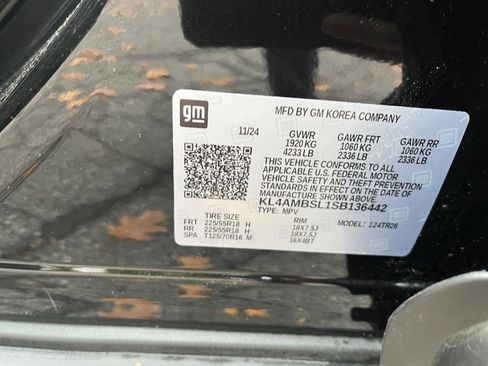 gm
MFD BY GM KOREA COMPANY
11/24 GVWR GAWR FRT GAWR RR
1920 KG 1060 KG 1060 KG
4233 LB 2336 LB 2336 LB
THIS VEHICLE CONFORMS TO ALL
APPLICABLE U.S. FEDERAL MOTOR
VEHICLE SAFETY AND THEFT PREVENTION
STANDARDS IN EFFECT ON THE DATE OF
MANUFACTURE SHOWN ABOVE.
KL4AMBSL1SB136442
TYPE: MPV MODEL: 124TR26
TIRE SIZE RIM
FRT 225/55R18 H 18X7.5J
RR 225/55R18 H 18X7.5J
SPA T125/70R16 M 16X4BT